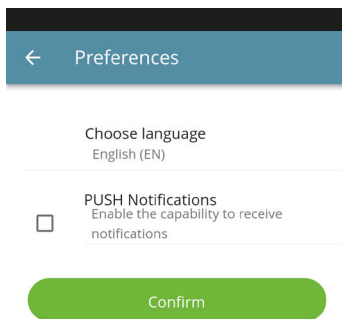 Preferences
Choose language
English (EN)
PUSH Notifications
Enable the capability to receive
notifications
Confirm